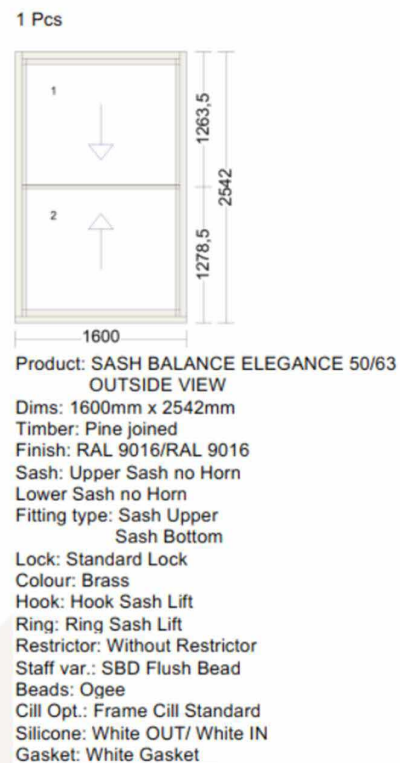 1 Pcs
1
2
1263,5
2542
1278,5
1600
Product: SASH BALANCE ELEGANCE 50/63
OUTSIDE VIEW
Dims: 1600mm x 2542mm
Timber: Pine joined
Finish: RAL 9016/RAL 9016
Sash: Upper Sash no Horn
Lower Sash no Horn
Fitting type: Sash Upper
Sash Bottom
Lock: Standard Lock
Colour: Brass
Hook: Hook Sash Lift
Ring: Ring Sash Lift
Restrictor: Without Restrictor
Staff var.: SBD Flush Bead
Beads: Ogee
Cill Opt.: Frame Cill Standard
Silicone: White OUT/ White IN
Gasket: White Gasket